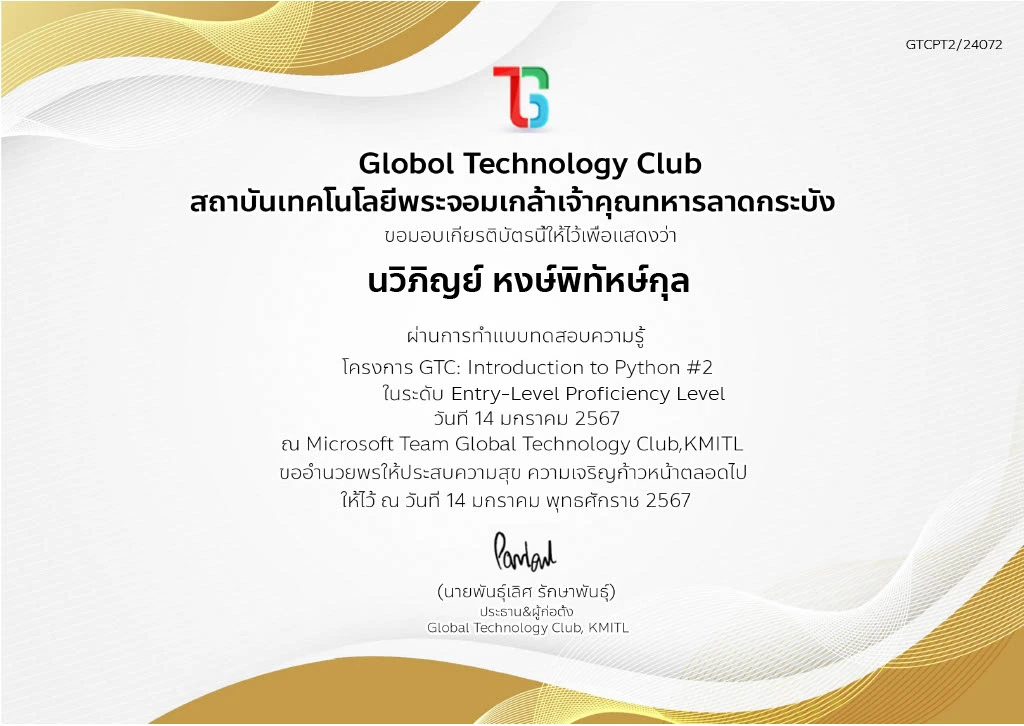 GTCPT2/24072
TG
Globol Technology Club
สถาบันเทคโนโลยีพระจอมเกล้าเจ้าคุณทหารลาดกระบัง
ขอมอบเกียรติบัตรนี้ให้ไว้เพื่อแสดงว่า
นวิภิญย์ หงษ์พิทัหษ์กุล
ผ่านการทำแบบทดสอบความรู้
โครงการ GTC: Introduction to Python #2
ในระดับ Entry-Level Proficiency Level
วันที่ 14 มกราคม 2567
ณ Microsoft Team Global Technology Club,KMITL
ขออำนวยพรให้ประสบความสุข ความเจริญก้าวหน้าตลอดไป
ให้ไว้ ณ วันที่ 14 มกราคม พุทธศักราช 2567
(นายพันธุ์เลิศ รักษาพันธุ์)
ประธาน&ผู้ก่อตั้ง
Global Technology Club, KMITL